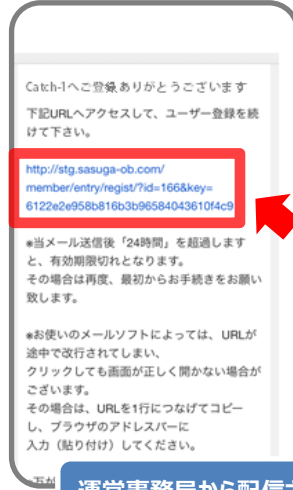 Catch-1へご登録ありがとうございます
下記URLへアクセスして、ユーザー登録を続
けて下さい。
http://stg.sasuga-ob.com/
member/entry/regist/?id=166&key=
6122e2e958b816b3b96584043610f4c9
※当メール送信後「24時間」を超過します
と、有効期限切れとなります。
その場合は再度、最初からお手続きをお願い
致します。
※お使いのメールソフトによっては、URLが
途中で改行されてしまい、
クリックしても画面が正しく開かない場合が
ございます。
その場合は、URLを1行につなげてコピー
し、ブラウザのアドレスバーに
入力（貼り付け）してください。
万が
運営事務局から配信